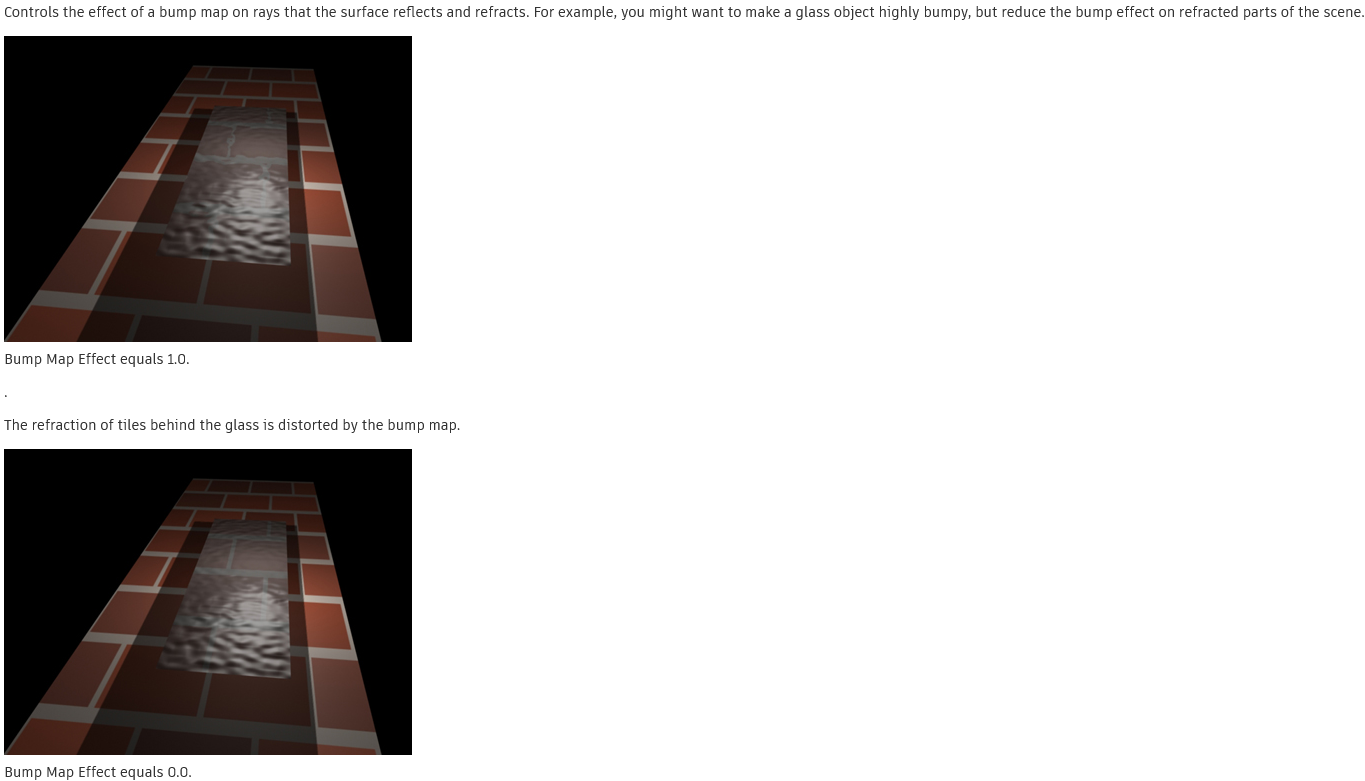 Controls the effect of a bump map on rays that the surface reflects and refracts. For example, you might want to make a glass object highly bumpy, but reduce the bump effect on refracted parts of the scene.
Bump Map Effect equals 1.0.
.
The refraction of tiles behind the glass is distorted by the bump map.
Bump Map Effect equals 0.0.